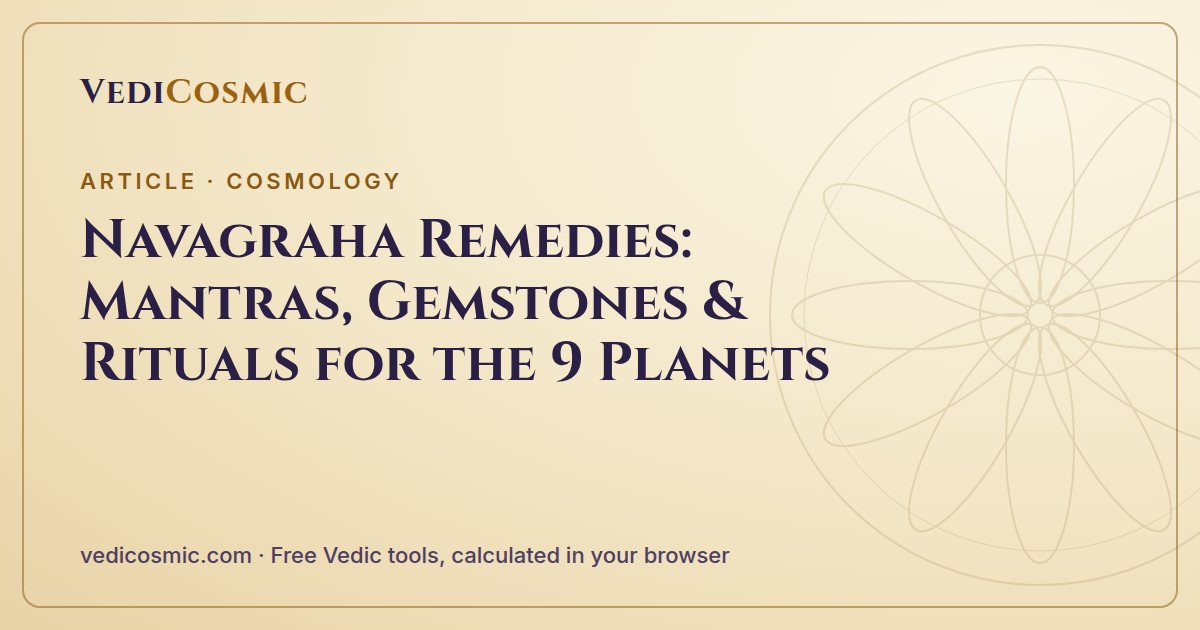 VediCosmic
ARTICLE · COSMOLOGY
Navagraha Remedies:
Mantras, Gemstones &
Rituals for the 9 Planets
vedicosmic.com · Free Vedic tools, calculated in your browser